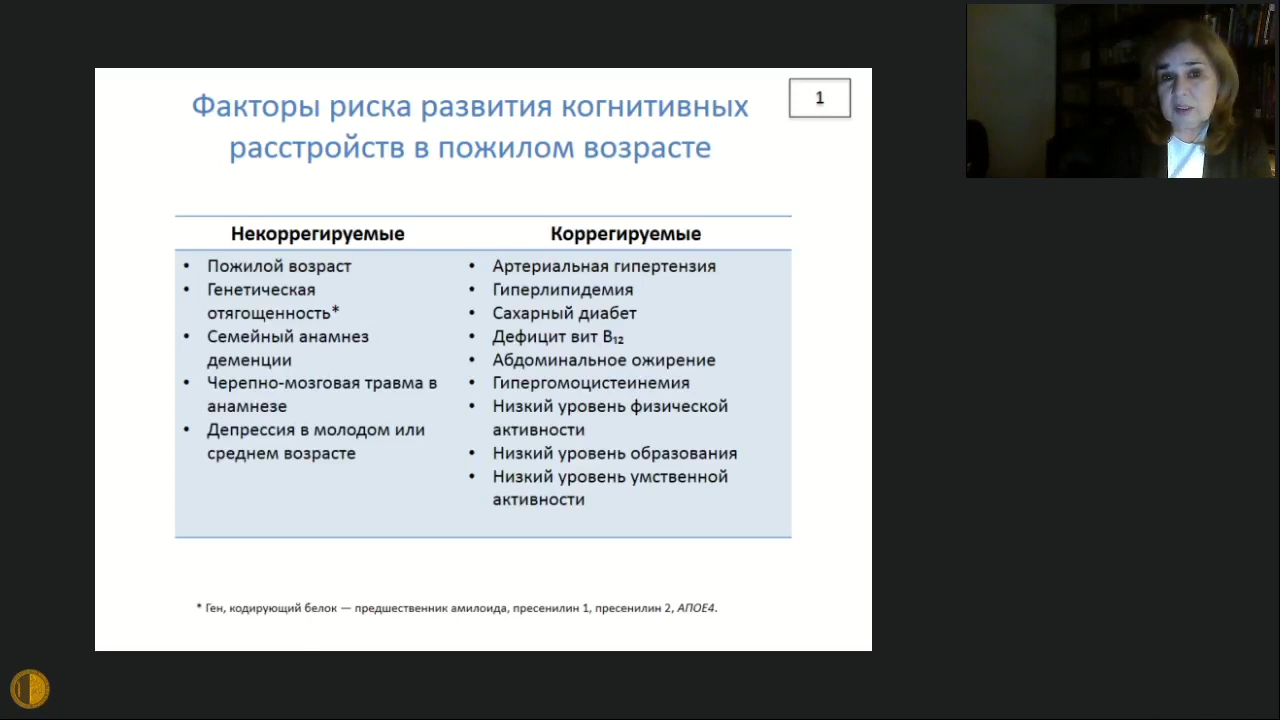 Факторы риска развития когнитивных
расстройств в пожилом возрасте
1
Некоррегируемые
• Пожилой возраст
• Генетическая
отягощенность*
• Семейный анамнез
деменции
• Черепно-мозговая травма в
анамнезе
• Депрессия в молодом или
среднем возрасте
Коррегируемые
• Артериальная гипертензия
• Гиперлипидемия
• Сахарный диабет
• Дефицит вит B₁₂
• Абдоминальное ожирение
• Гипергомоцистеинемия
• Низкий уровень физической
активности
• Низкий уровень образования
• Низкий уровень умственной
активности
* Ген, кодирующий белок — предшественник амилоида, пресенилин 1, пресенилин 2, АПОЕ4.